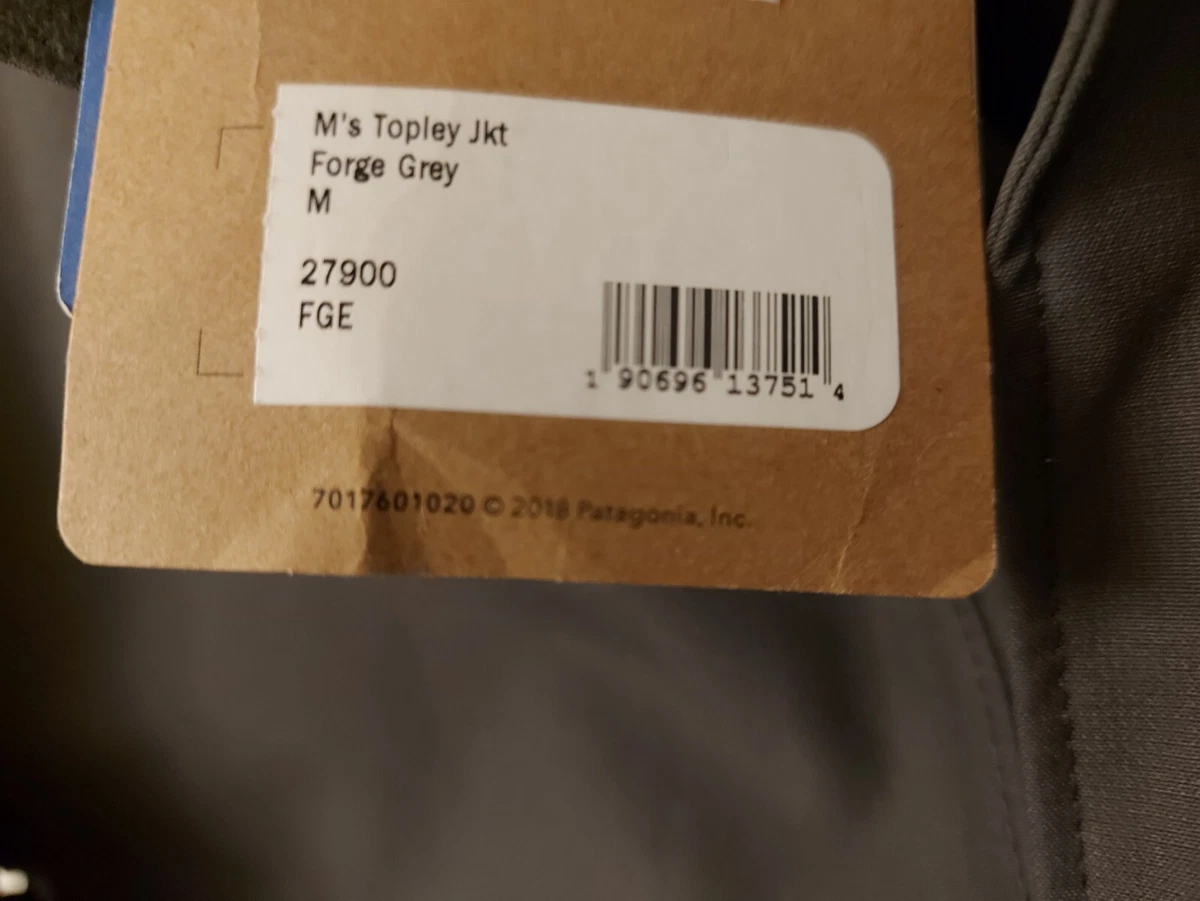 M's Topley Jkt
Forge Grey
M
27900
FGE
1 90696 13751 4
7017601020 © 2018 Patagonia, Inc.